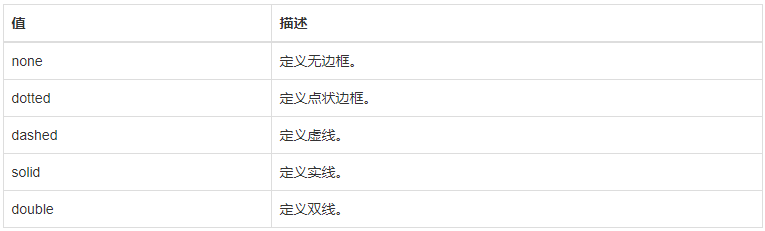 值 描述
none 定义无边框。
dotted 定义点状边框。
dashed 定义虚线。
solid 定义实线。
double 定义双线。